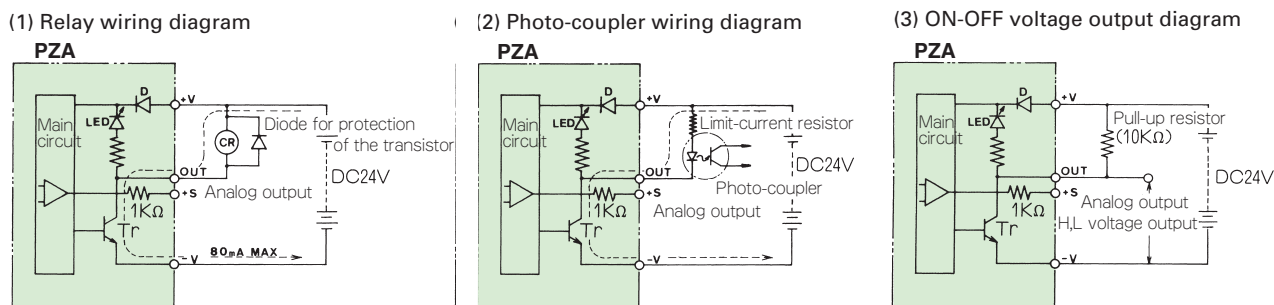 (1) Relay wiring diagram
PZA
D
+V
LED
Main
circuit
CR
Diode for protection
of the transistor
OUT
Analog output
+S
1KΩ
DC24V
Tr
80mA MAX
-V
(2) Photo-coupler wiring diagram
PZA
D
+V
LED
Main
circuit
Limit-current resistor
OUT
Photo-coupler
+S
1KΩ
Analog output
DC24V
Tr
-V
(3) ON-OFF voltage output diagram
PZA
D
+V
LED
Main
circuit
Pull-up resistor
(10KΩ)
OUT
+S
1KΩ
Analog output
H,L voltage output
DC24V
Tr
-V